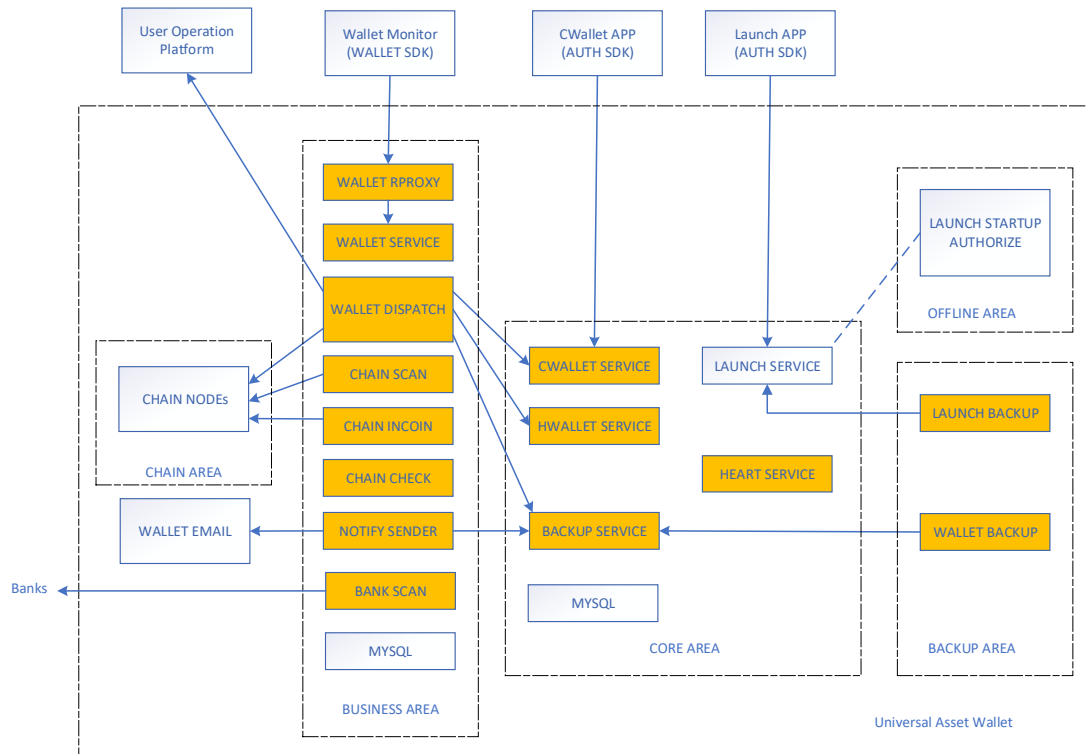 User Operation
Platform
Wallet Monitor
(WALLET SDK)
CWallet APP
(AUTH SDK)
Launch APP
(AUTH SDK)
WALLET RPROXY
WALLET SERVICE
WALLET DISPATCH
CHAIN SCAN
CHAIN INCOIN
CHAIN CHECK
NOTIFY SENDER
BANK SCAN
MYSQL
BUSINESS AREA
CHAIN NODEs
CHAIN AREA
WALLET EMAIL
Banks
CWALLET SERVICE
HWALLET SERVICE
BACKUP SERVICE
MYSQL
LAUNCH SERVICE
HEART SERVICE
CORE AREA
LAUNCH STARTUP
AUTHORIZE
OFFLINE AREA
LAUNCH BACKUP
WALLET BACKUP
BACKUP AREA
Universal Asset Wallet